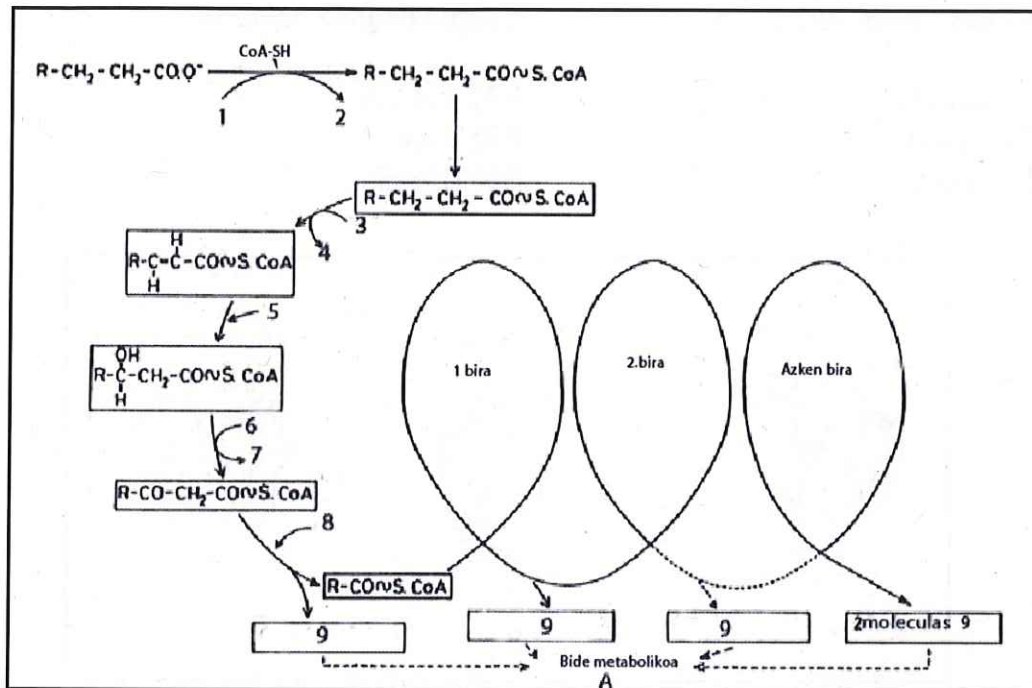 CoA-SH
R-CH₂-CH₂-CO.O⁻
R-CH₂-CH₂-CO~S.CoA
1
2
R-CH₂-CH₂-CO~S.CoA
3
4
H
R-C=C-CO~S.CoA
H
5
OH
R-C-CH₂-CO~S.CoA
H
6
7
R-CO-CH₂-CO~S.CoA
8
R-CO~S.CoA
1 bira
2.bira
Azken bira
9
9
9
2moleculas 9
Bide metabolikoa
A